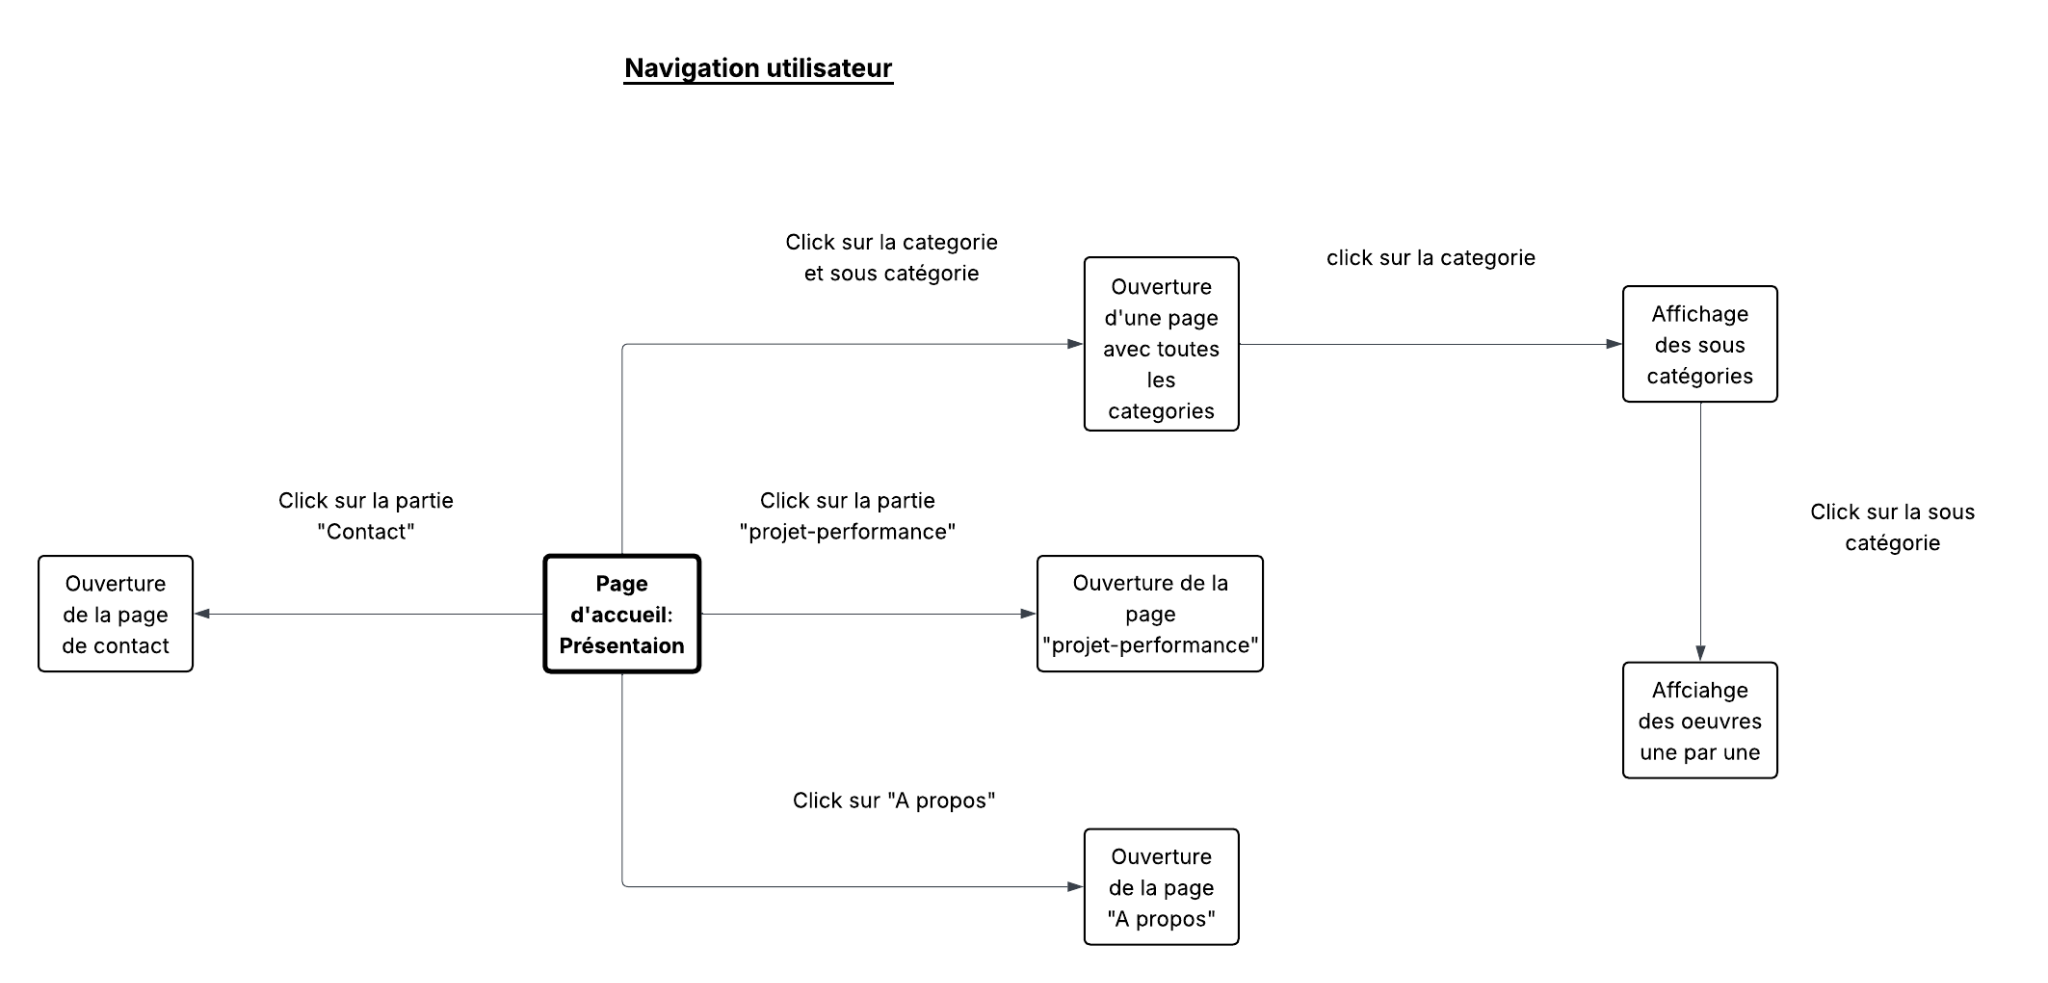 Navigation utilisateur
Click sur la categorie
et sous catégorie
click sur la categorie
Ouverture
d'une page
avec toutes
les
categories
Affichage
des sous
catégories
Click sur la partie
"Contact"
Click sur la partie
"projet-performance"
Click sur la sous
catégorie
Ouverture
de la page
de contact
Page
d'accueil:
Présentaion
Ouverture de la
page
"projet-performance"
Affciahge
des oeuvres
une par une
Click sur "A propos"
Ouverture
de la page
"A propos"